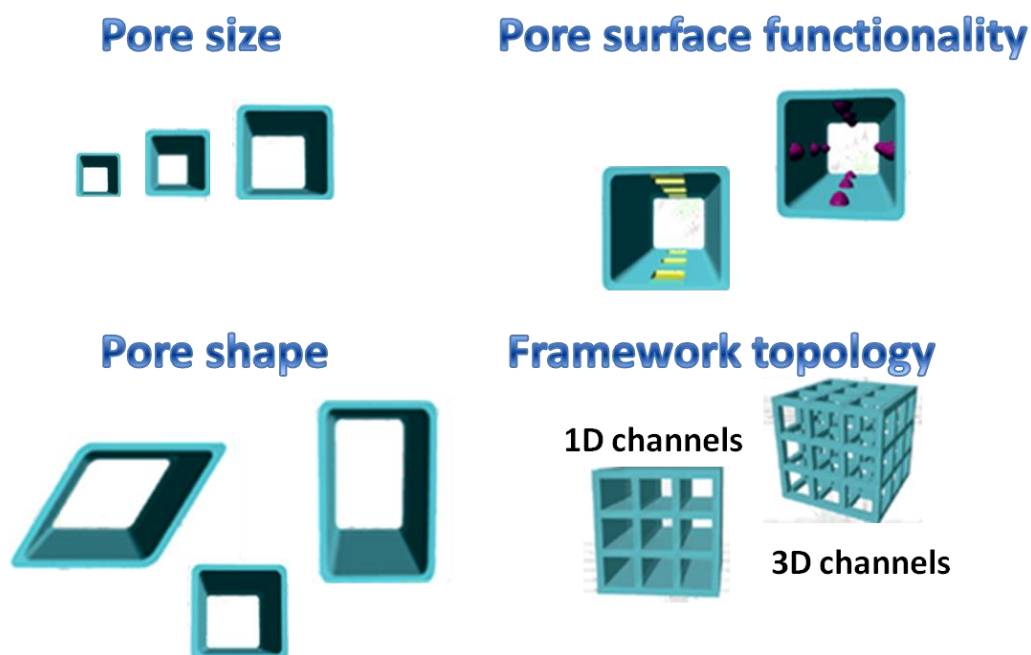 Pore size
Pore surface functionality
Pore shape
Framework topology
1D channels
3D channels